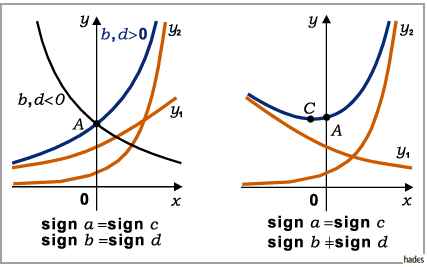 y
b,d>0
y₂
b,d<0
A
y₁
0
x
sign a=sign c
sign b=sign d
y
y₂
C
A
y₁
0
x
sign a=sign c
sign b≠sign d
hades